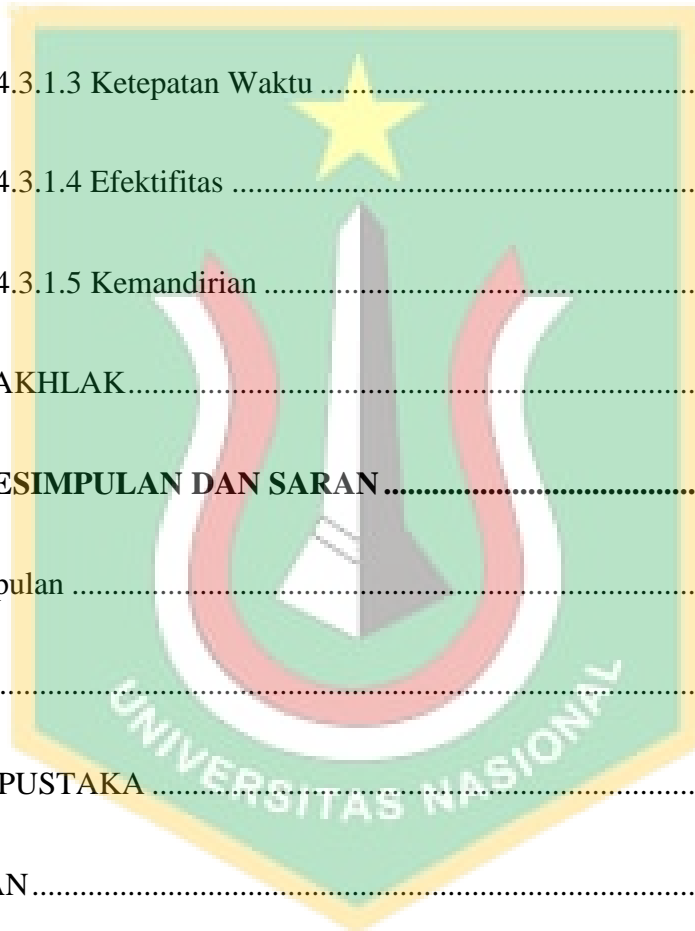 4.3.1.3 Ketepatan Waktu ..............................................
4.3.1.4 Efektifitas ..........................................................
4.3.1.5 Kemandirian ......................................................
AKHLAK.......................................................................
ESIMPULAN DAN SARAN .......................................
pulan ..............................................................................
.......................................................................................
PUSTAKA ....................................................................
AN...................................................................................
UNIVERSITAS NASIONAL